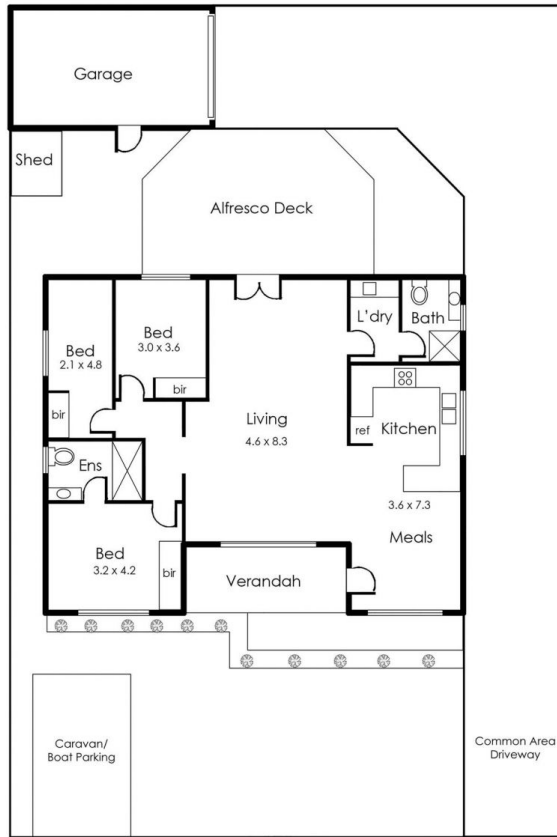 Garage
Shed
Alfresco Deck
Bed
3.0 x 3.6
bir
Bed
2.1 x 4.8
bir
L'dry
Bath
Living
4.6 x 8.3
ref
Kitchen
3.6 x 7.3
Meals
Ens
Bed
3.2 x 4.2
bir
Verandah
Caravan/
Boat Parking
Common Area
Driveway